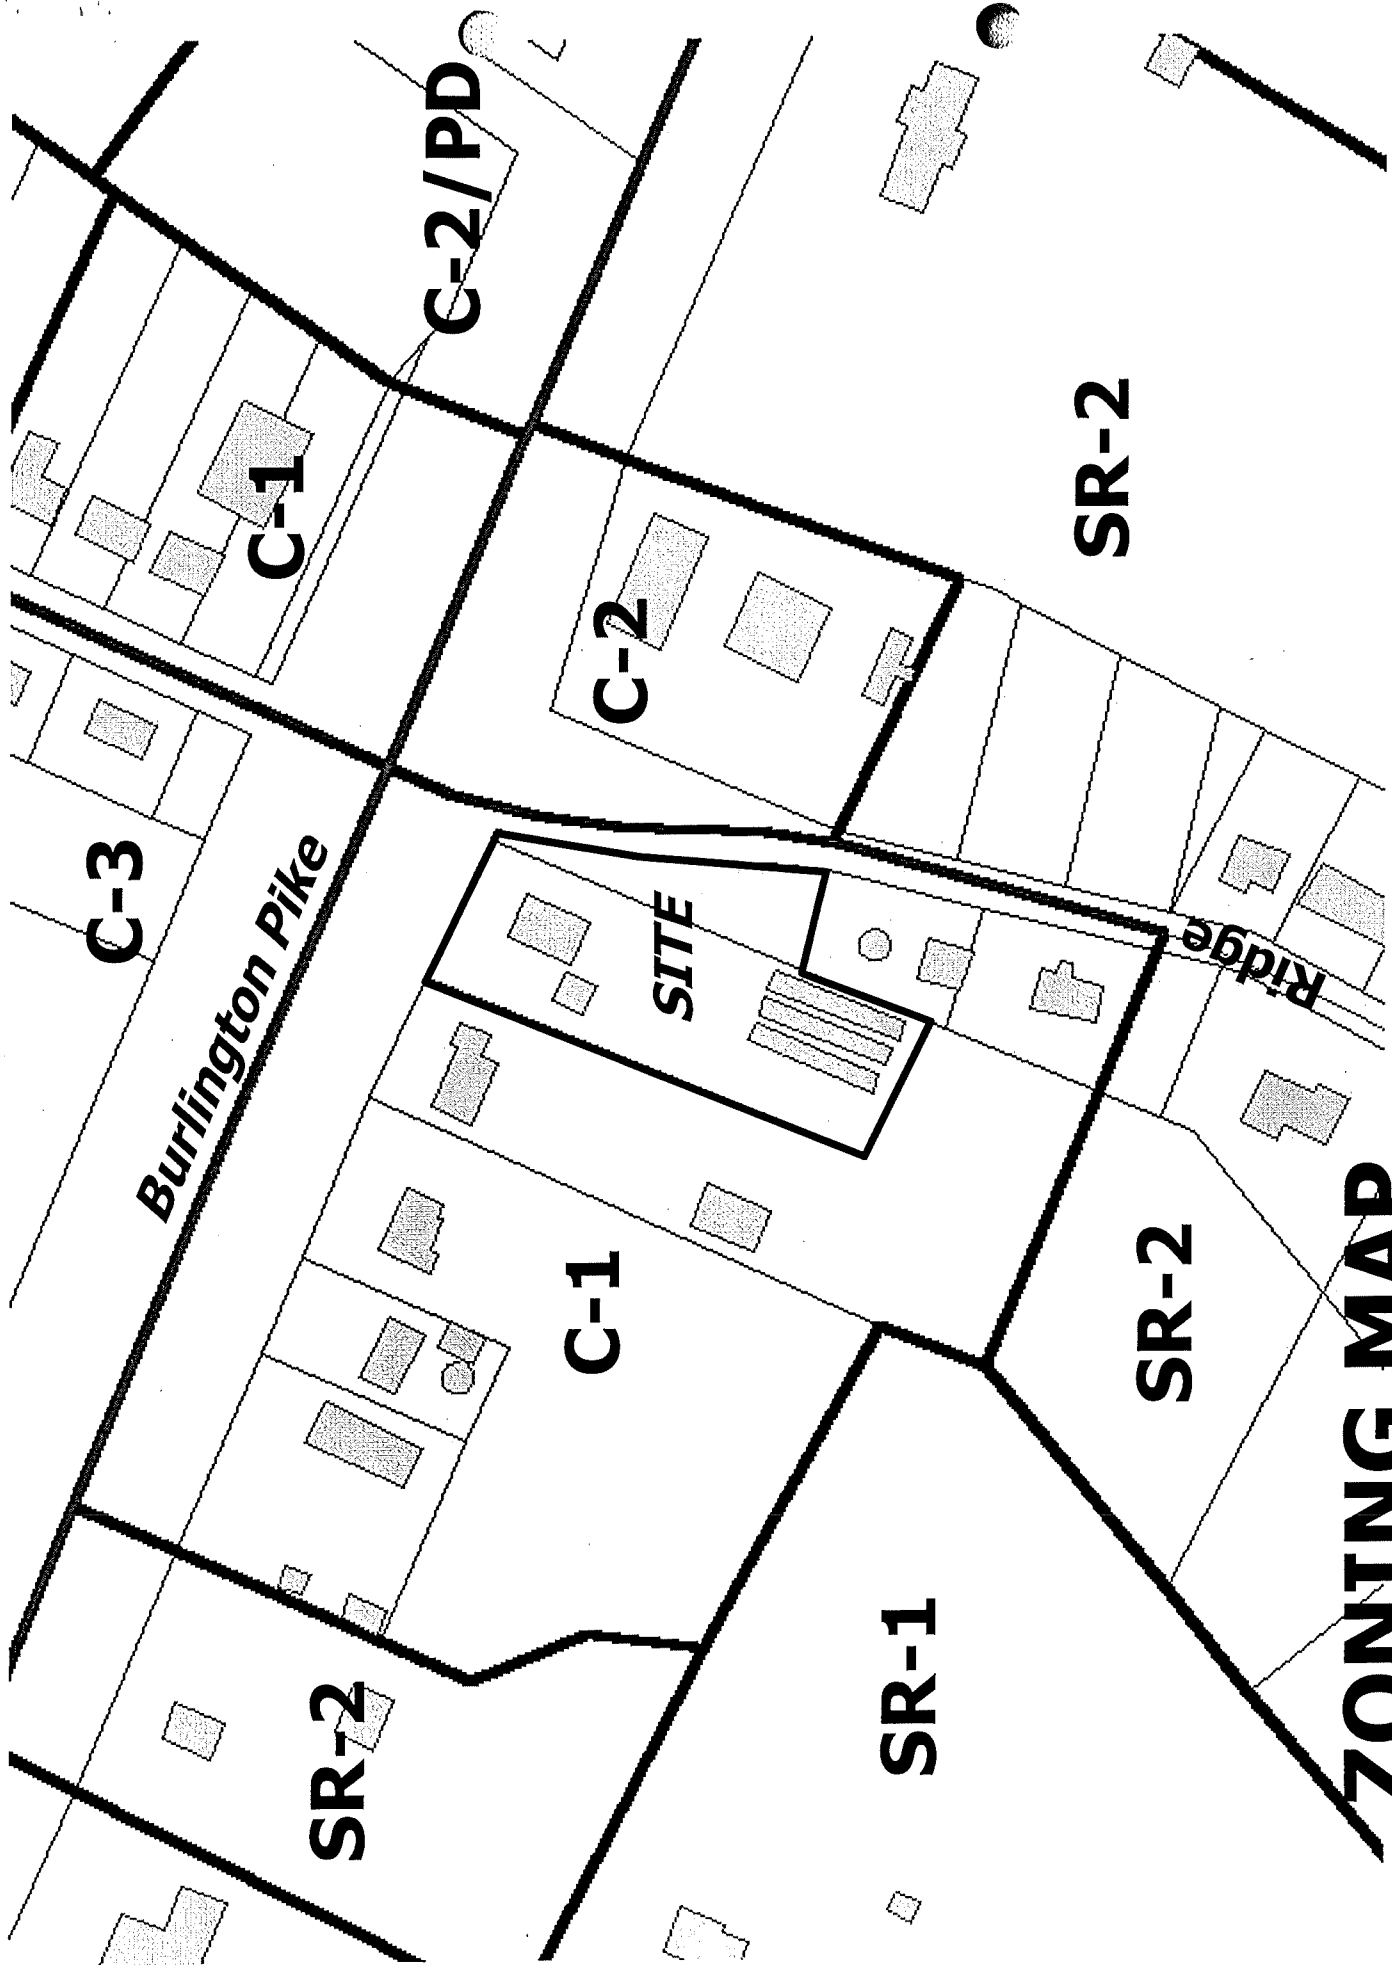 C-3
C-1
C-2/PD
Burlington Pike
SR-2
C-1
SITE
C-2
SR-1
SR-2
Ridge
SR-2
ZONING MAP